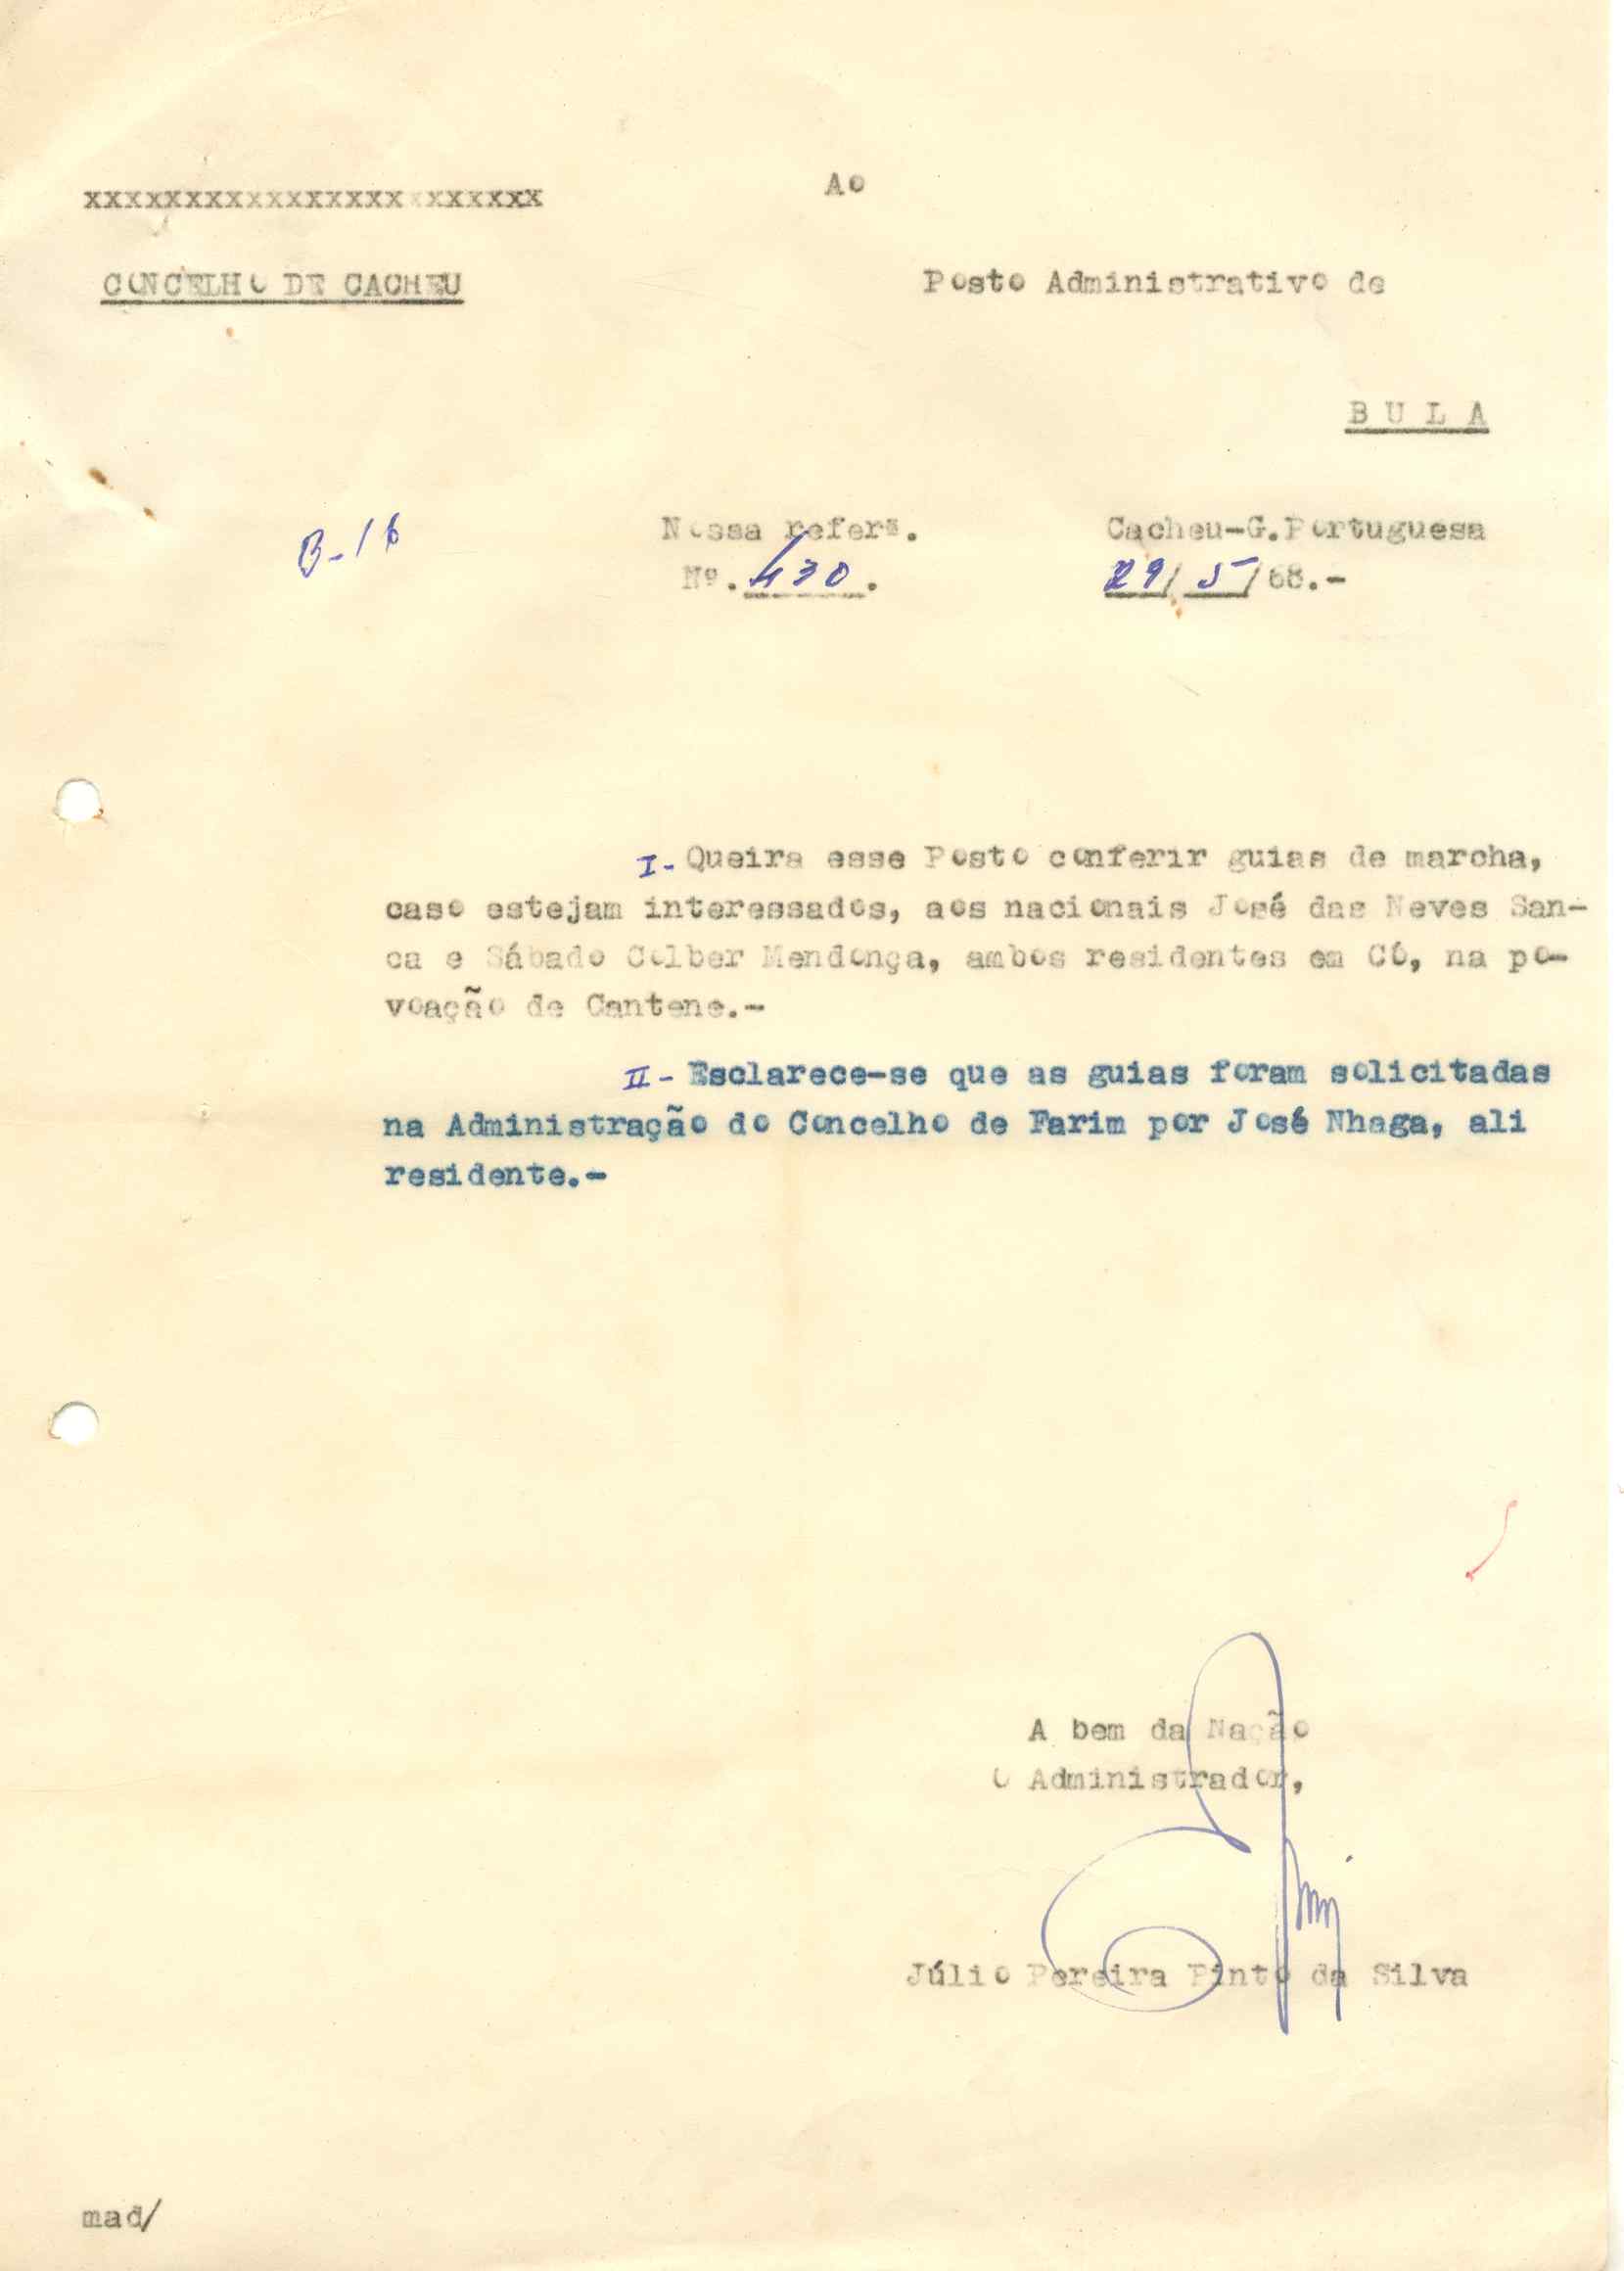 xxxxxxxxxxxxxxxxxxxxxxx
CONCELHO DE CACHEU
Ao
Posto Administrativo de
B U L A
B-16
Nossa referª.
Nº. 430.
Cacheu-G.Portuguesa
29/ 5 /68.-
I- Queira esse Posto conferir guias de marcha,
caso estejam interessados, aos nacionais José das Neves San-
ca e Sábado Colber Mendonça, ambos residentes em Có, na po-
voação de Cantene.-
II- Esclarece-se que as guias foram solicitadas
na Administração do Concelho de Farim por José Nhaga, ali
residente.-
A bem da Nação
O Administrador,
Júlio Pereira Pinto da Silva
mad/